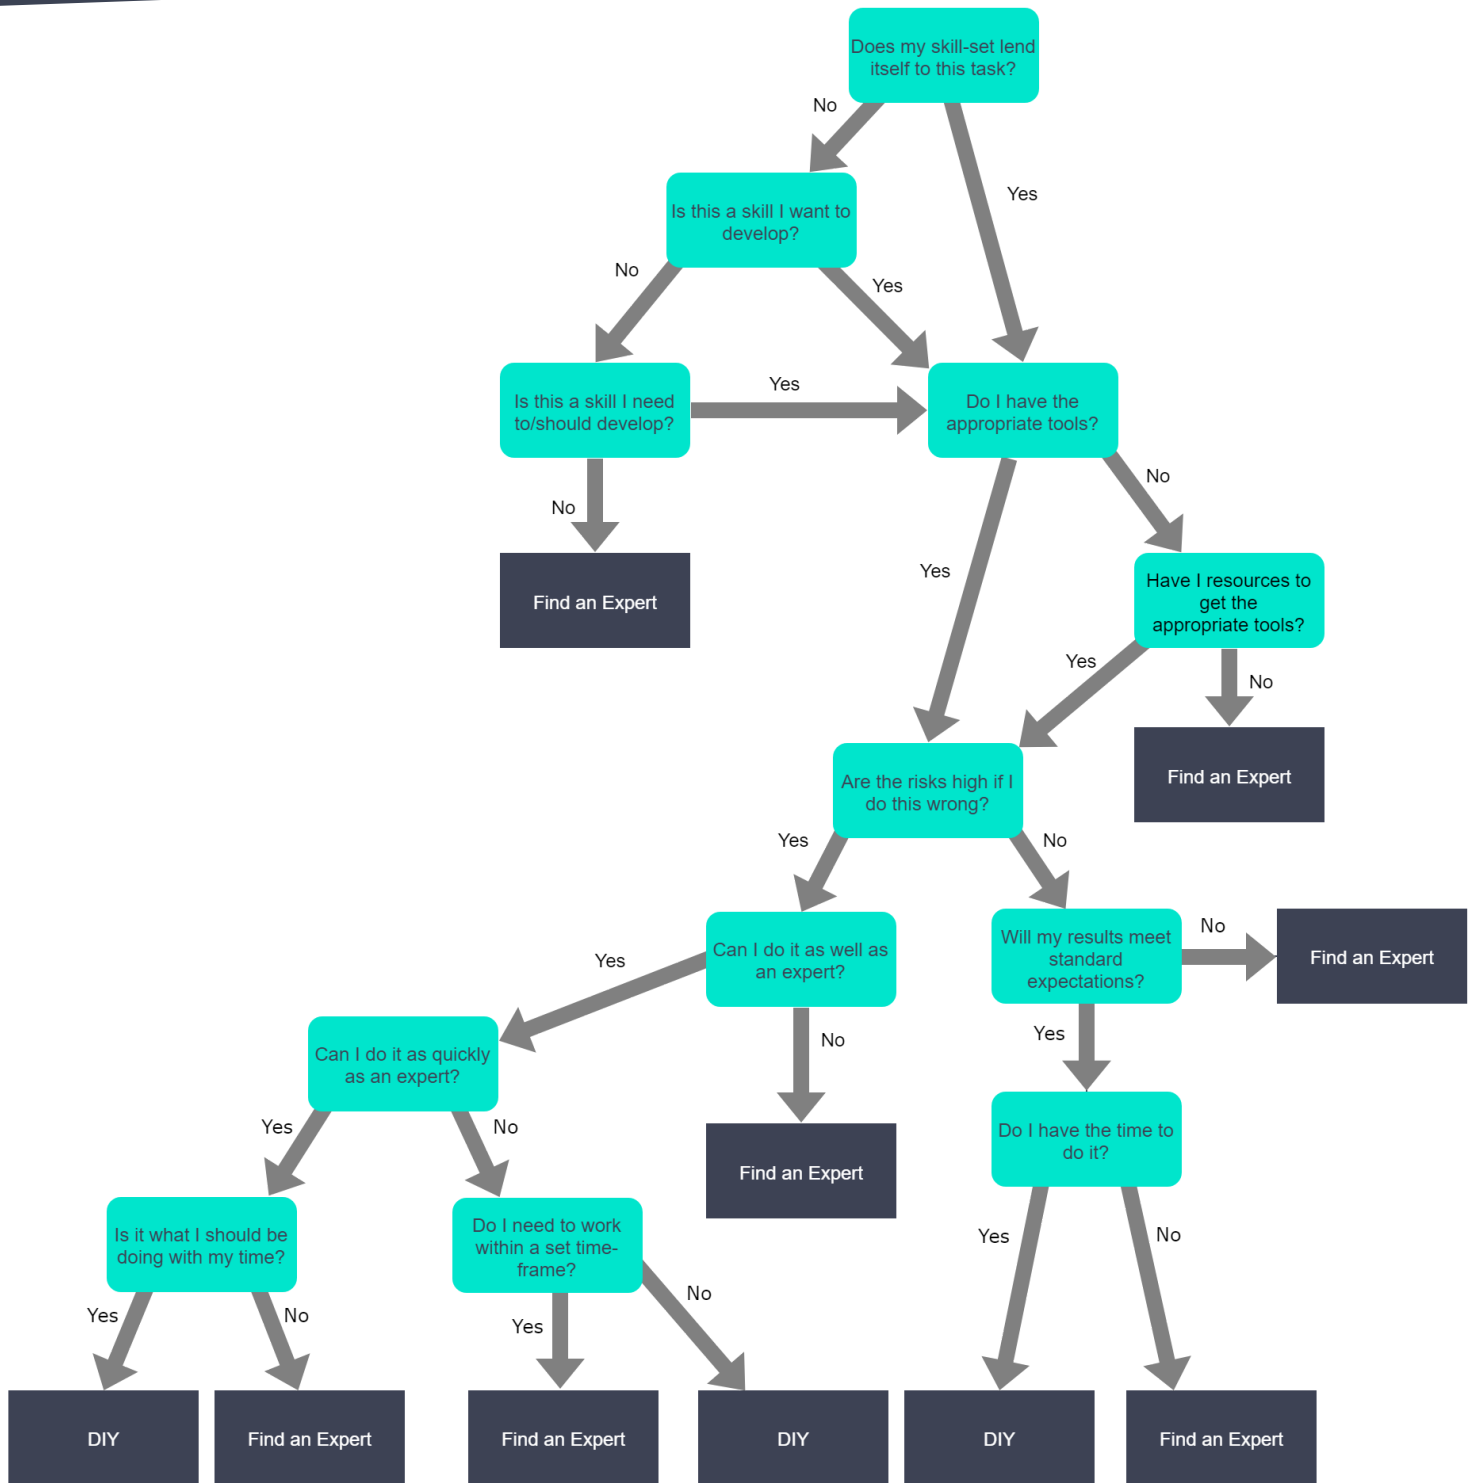 Does my skill-set lend
itself to this task?
No
Yes
Is this a skill I want to
develop?
No
Yes
Is this a skill I need
to/should develop?
Yes
Do I have the
appropriate tools?
No
No
Find an Expert
Yes
Have I resources to
get the
appropriate tools?
Yes
No
Find an Expert
Are the risks high if I
do this wrong?
Yes
No
Can I do it as well as
an expert?
Will my results meet
standard
expectations?
No
Find an Expert
Yes
No
Yes
Can I do it as quickly
as an expert?
Find an Expert
Do I have the time to
do it?
Yes
No
Is it what I should be
doing with my time?
Do I need to work
within a set time-
frame?
Yes
No
Yes
No
Yes
No
DIY
Find an Expert
Find an Expert
DIY
DIY
Find an Expert